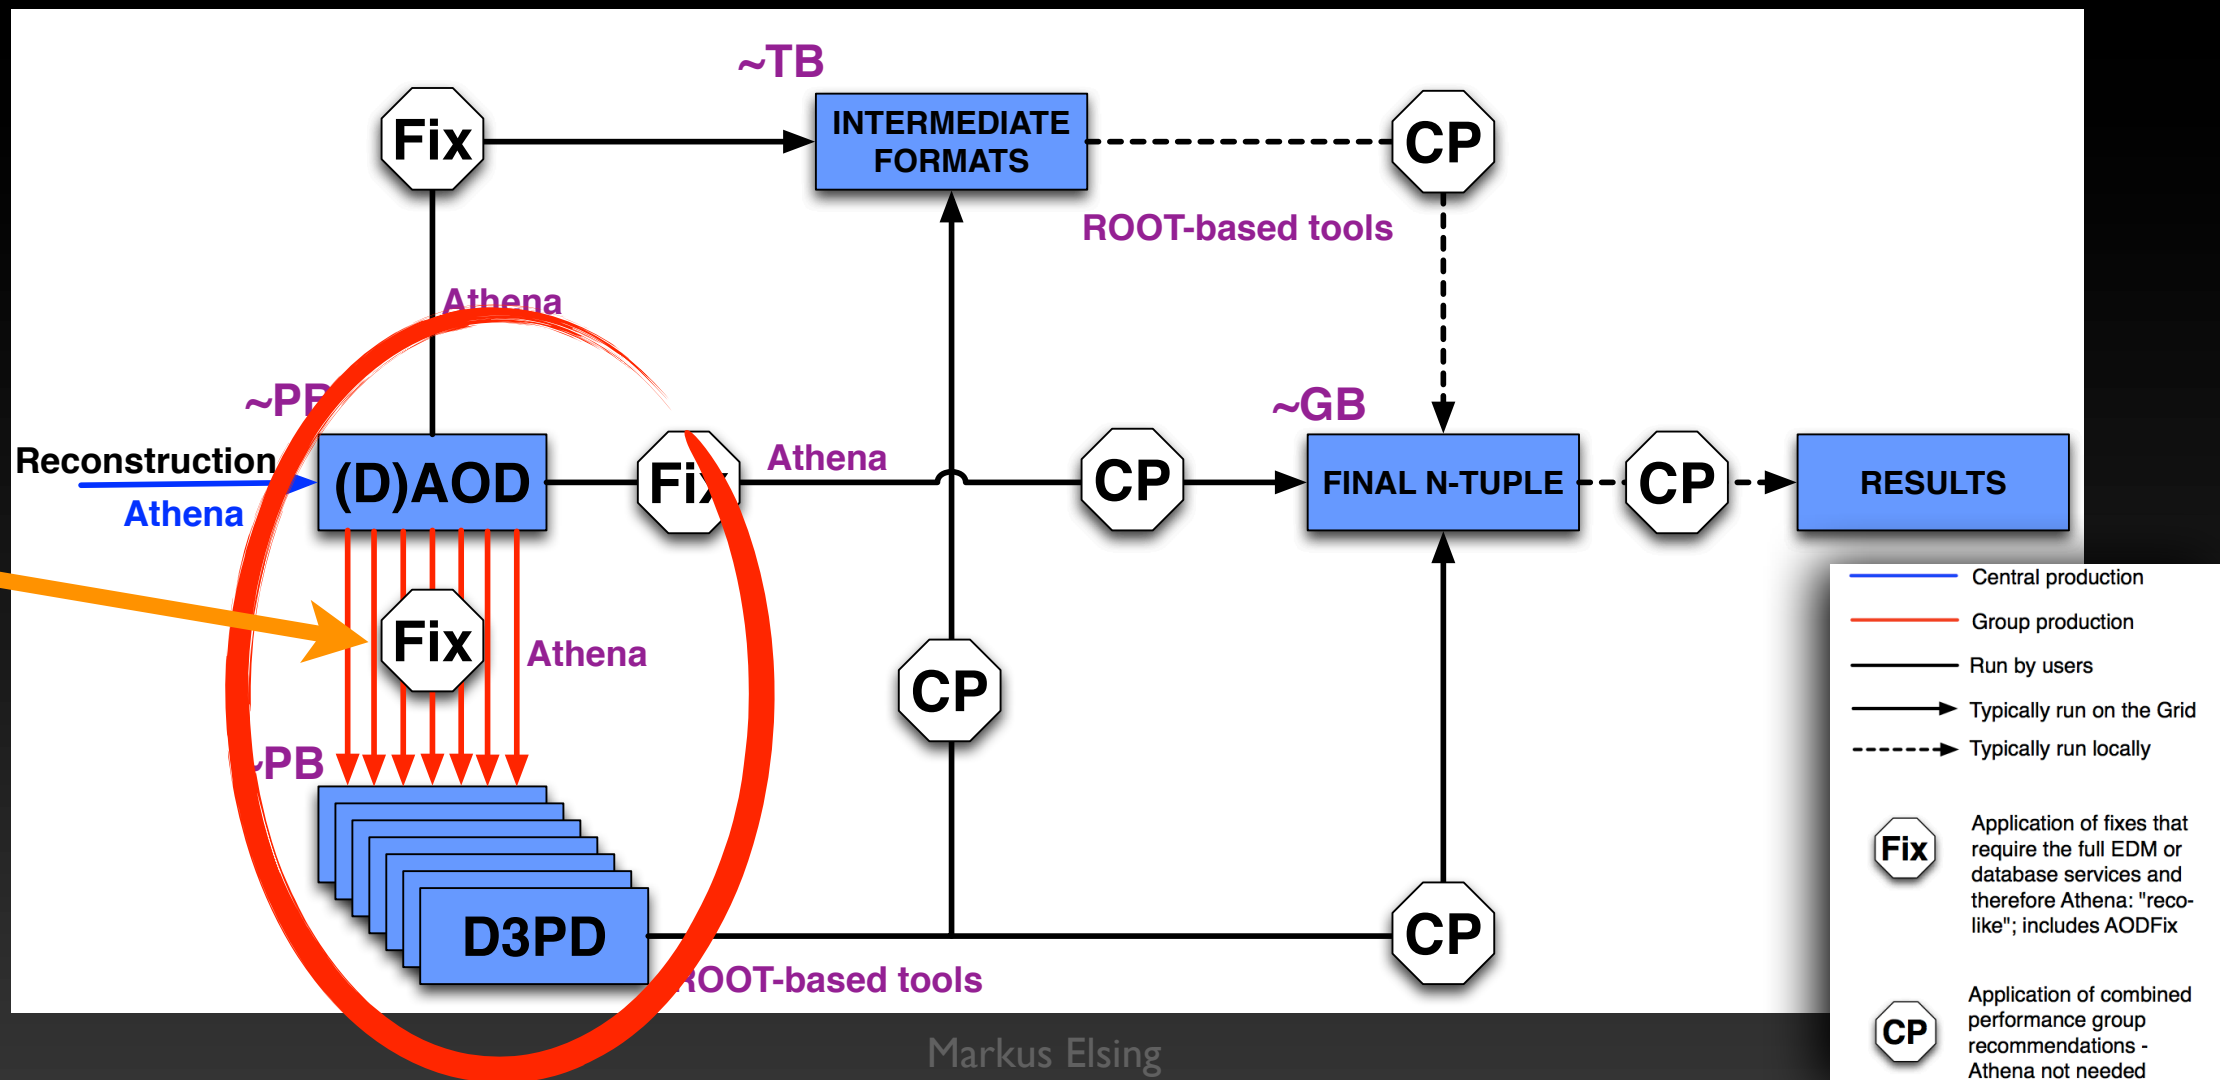 ~TB
Fix
INTERMEDIATE
FORMATS
CP
ROOT-based tools
Athena
~PB
~GB
Reconstruction
Athena
(D)AOD
Fix
Athena
CP
FINAL N-TUPLE
CP
RESULTS
Fix
Athena
CP
~PB
D3PD
CP
ROOT-based tools
Central production
Group production
Run by users
Typically run on the Grid
Typically run locally
Fix
Application of fixes that
require the full EDM or
database services and
therefore Athena: "reco-
like"; includes AODFix
CP
Application of combined
performance group
recommendations -
Athena not needed
Markus Elsing